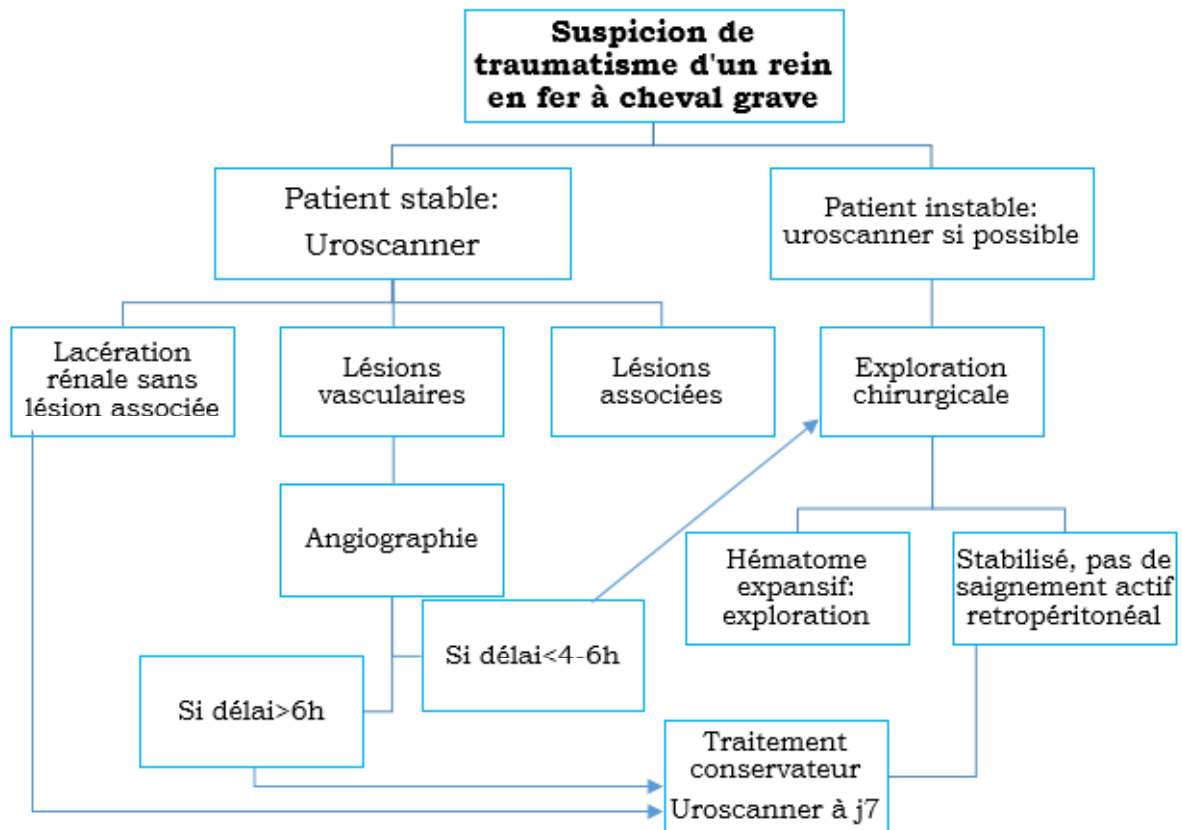 Suspicion de
traumatisme d'un rein
en fer à cheval grave
Patient stable:
Uroscanner
Patient instable:
uroscanner si possible
Lacération
rénale sans
lésion associée
Lésions
vasculaires
Lésions
associées
Exploration
chirurgicale
Angiographie
Hématome
expansif:
exploration
Stabilisé, pas de
saignement actif
retropéritonéal
Si délai<4-6h
Si délai>6h
Traitement
conservateur
Uroscanner à j7